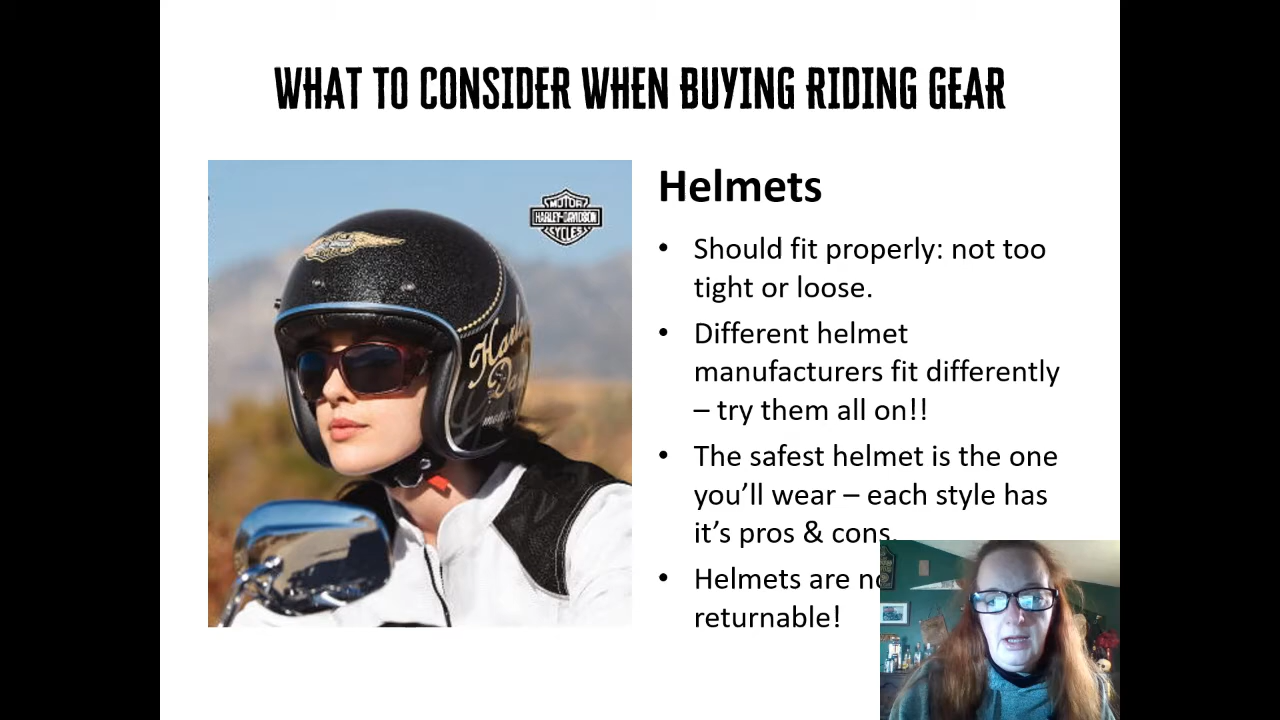 WHAT TO CONSIDER WHEN BUYING RIDING GEAR
MOTOR
HARLEY-DAVIDSON
CYCLES
Helmets
• Should fit properly: not too
tight or loose.
• Different helmet
manufacturers fit differently
– try them all on!!
• The safest helmet is the one
you’ll wear – each style has
it’s pros & cons.
• Helmets are
returnable!